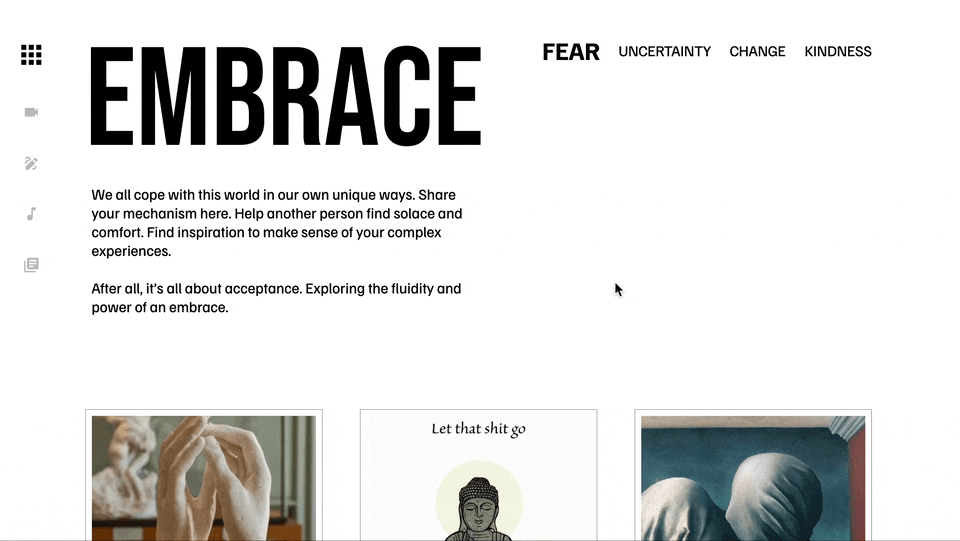 EMBRACE
FEAR UNCERTAINTY CHANGE KINDNESS
We all cope with this world in our own unique ways. Share
your mechanism here. Help another person find solace and
comfort. Find inspiration to make sense of your complex
experiences.
After all, it's all about acceptance. Exploring the fluidity and
power of an embrace.
Let that shit go